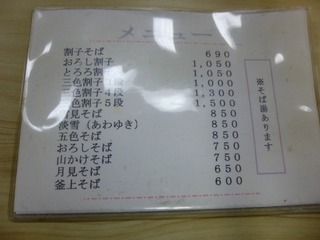 メニュー
割子そば 690
おろし割子 1,050
とろろ割子 1,050
三色割子3段 1,000
三色割子4段 1,300
三色割子5段 1,500
月見そば 850
淡雪(あわゆき) 850
五色そば 850
おろしそば 750
山かけそば 750
月見そば 650
釜上そば 600
※そば湯あります